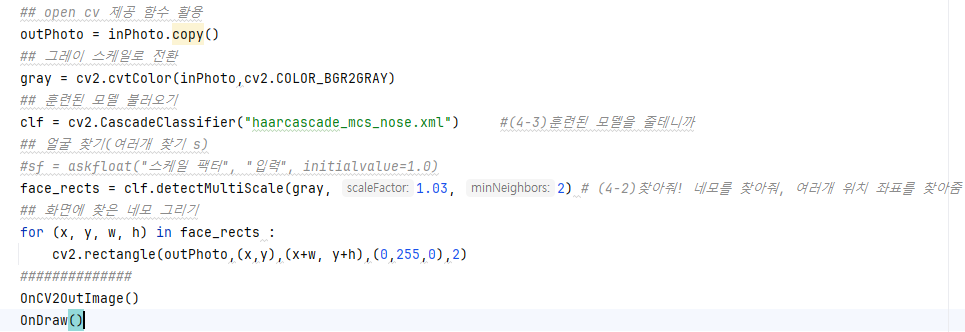 ## open cv 제공 함수 활용
outPhoto = inPhoto.copy()
## 그레이 스케일로 전환
gray = cv2.cvtColor(inPhoto,cv2.COLOR_BGR2GRAY)
## 훈련된 모델 불러오기
clf = cv2.CascadeClassifier("haarcascade_mcs_nose.xml")     #(4-3)훈련된 모델을 줄테니까
## 얼굴 찾기(여러개 찾기 s)
#sf = askfloat("스케일 팩터", "입력", initialvalue=1.0)
face_rects = clf.detectMultiScale(gray, scaleFactor: 1.03, minNeighbors: 2) # (4-2)찾아줘! 네모를 찾아줘, 여러개 위치 좌표를 찾아줌
## 화면에 찾은 네모 그리기
for (x, y, w, h) in face_rects :
    cv2.rectangle(outPhoto,(x,y),(x+w, y+h),(0,255,0),2)
##############
OnCV2OutImage()
OnDraw()